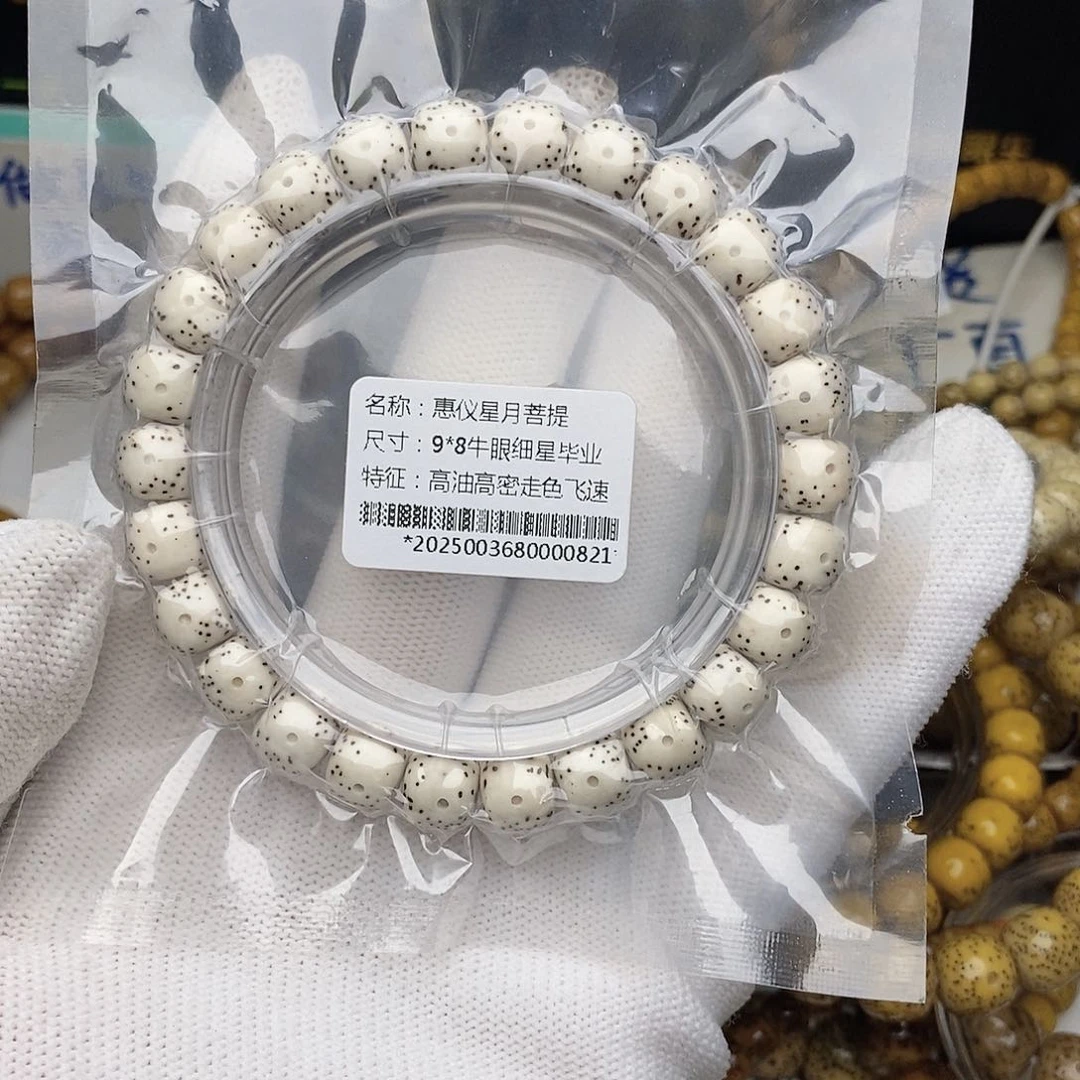 名称：惠仪星月菩提
尺寸：9*8牛眼细星毕业
特征：高油高密走色飞速
*2025003680000821